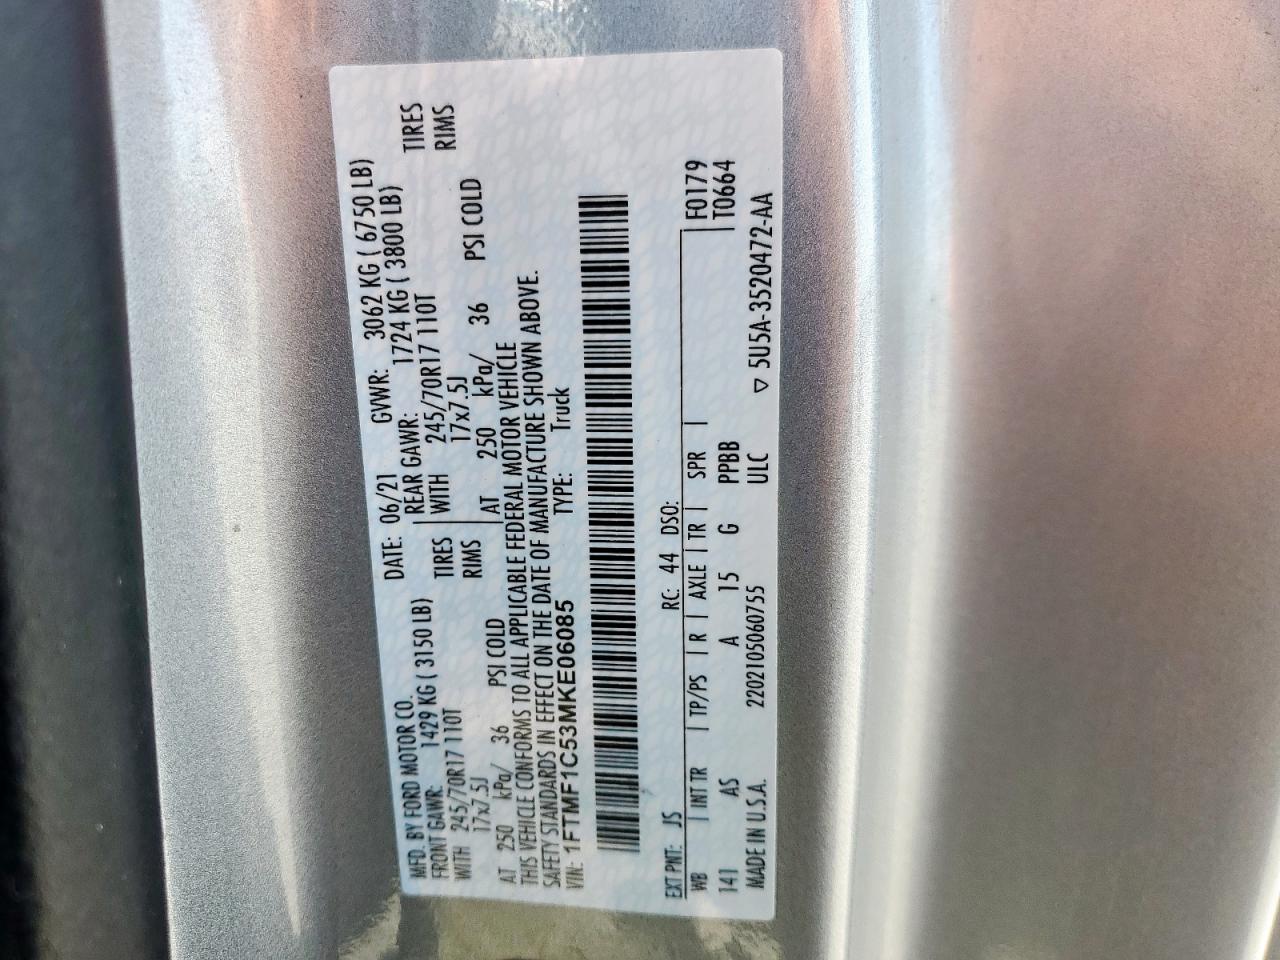 MFD. BY FORD MOTOR CO. DATE: 06/21 GVWR: 3062 KG ( 6750 LB)
FRONT GAWR: 1429 KG ( 3150 LB) REAR GAWR: 1724 KG ( 3800 LB)
WITH 245/70R17 110T TIRES WITH 245/70R17 110T TIRES
17x7.5J RIMS 17x7.5J RIMS
AT 250 kPa/ 36 PSI COLD AT 250 kPa/ 36 PSI COLD
THIS VEHICLE CONFORMS TO ALL APPLICABLE FEDERAL MOTOR VEHICLE
SAFETY STANDARDS IN EFFECT ON THE DATE OF MANUFACTURE SHOWN ABOVE.
VIN: 1FTMF1C53MKE06085 TYPE: Truck
EXT PNT: JS RC: 44 DSO:
WB INT TR TP/PS R AXLE TR SPR F0179
141 AS A 15 G PPBB T0664
MADE IN U.S.A. 2202105060755 ULC
▽ 5U5A-3520472-AA